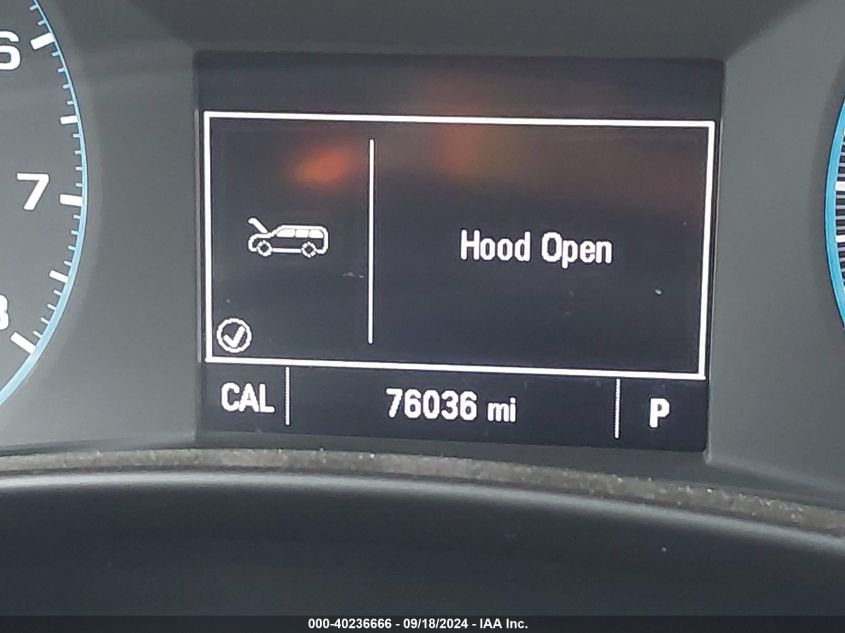 6
7
8
Hood Open
CAL 76036 mi P
000-40236666 - 09/18/2024 - IAA Inc.